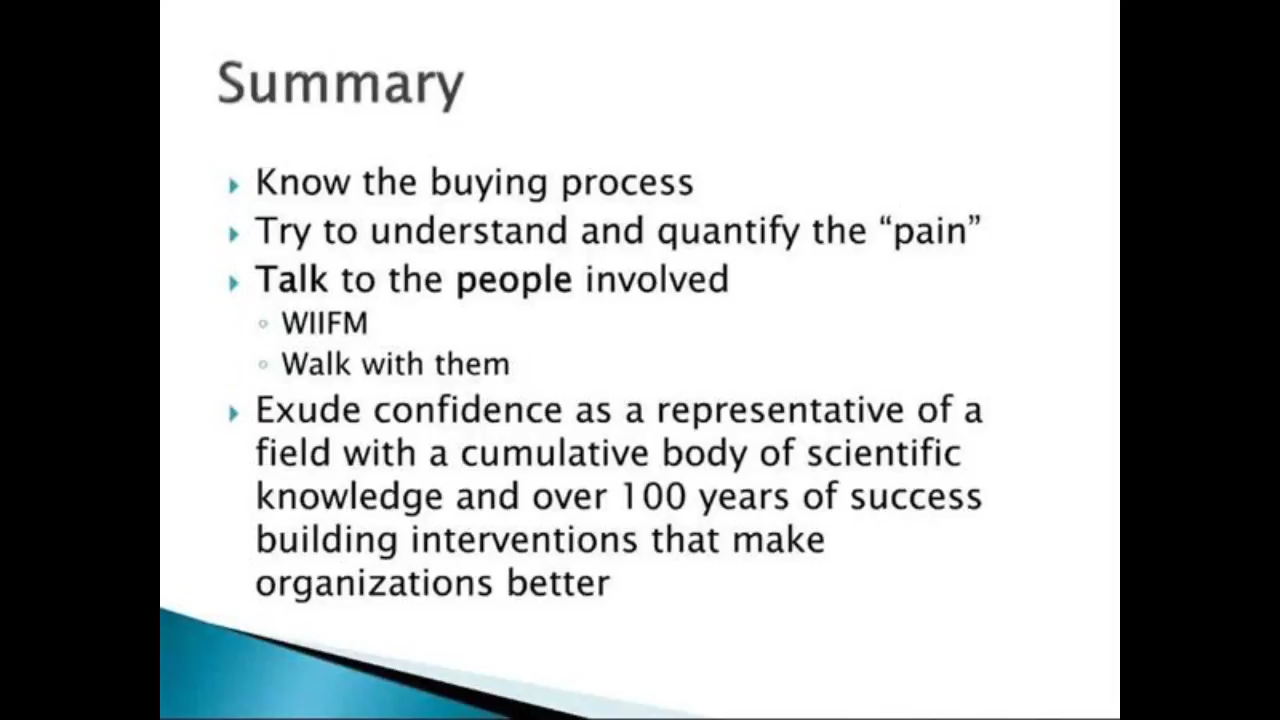 Summary
Know the buying process
Try to understand and quantify the “pain”
Talk to the people involved
WIIFM
Walk with them
Exude confidence as a representative of a
field with a cumulative body of scientific
knowledge and over 100 years of success
building interventions that make
organizations better